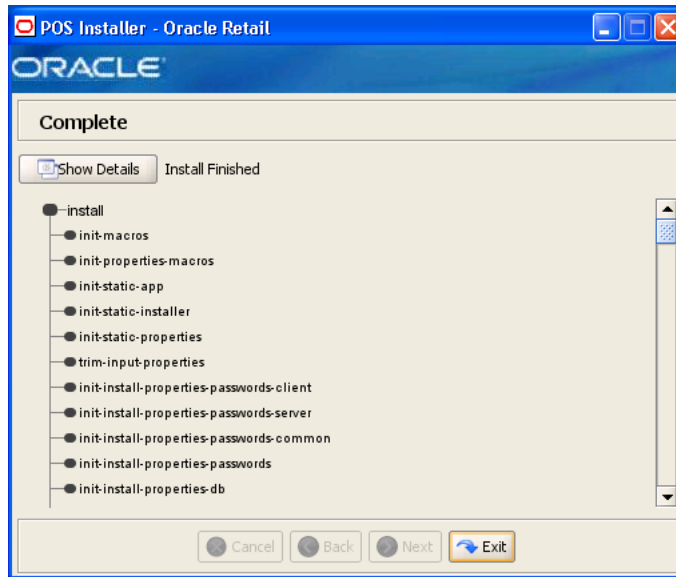 POS Installer - Oracle Retail
ORACLE
Complete
Show Details Install Finished
install
init-macros
init-properties-macros
init-static-app
init-static-installer
init-static-properties
trim-input-properties
init-install-properties-passwords-client
init-install-properties-passwords-server
init-install-properties-passwords-common
init-install-properties-passwords
init-install-properties-db
Cancel Back Next Exit